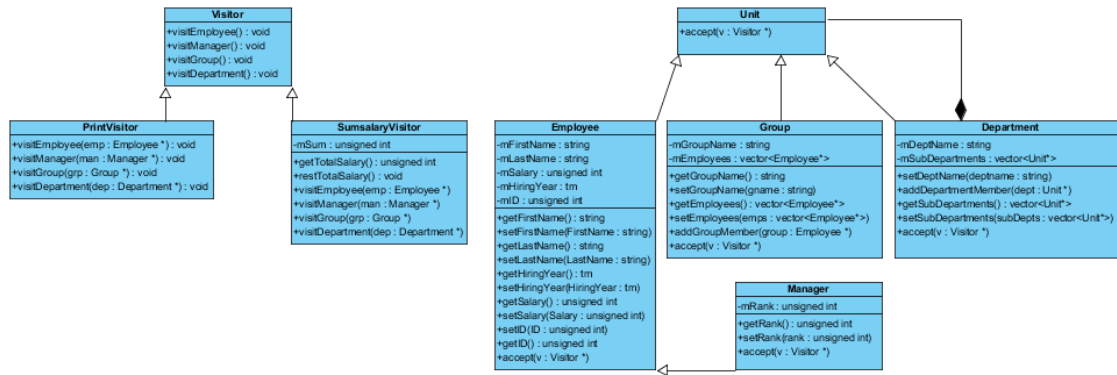 Visitor
+visitEmployee() : void
+visitManager() : void
+visitGroup() : void
+visitDepartment() : void
PrintVisitor
+visitEmployee(emp : Employee *) : void
+visitManager(man : Manager *) : void
+visitGroup(grp : Group *) : void
+visitDepartment(dep : Department *) : void
SumsalaryVisitor
-mSum : unsigned int
+getTotalSalary() : unsigned int
+restTotalSalary() : void
+visitEmployee(emp : Employee *)
+visitManager(man : Manager *)
+visitGroup(grp : Group *)
+visitDepartment(dep : Department *)
Unit
+accept(v : Visitor *)
Employee
-mFirstName : string
-mLastName : string
-mSalary : unsigned int
-mHiringYear : tm
-mID : unsigned int
+getFirstName() : string
+setFirstName(FirstName : string)
+getLastName() : string
+setLastName(LastName : string)
+getHiringYear() : tm
+setHiringYear(HiringYear : tm)
+getSalary() : unsigned int
+setSalary(Salary : unsigned int)
+setID(ID : unsigned int)
+getID() : unsigned int
+accept(v : Visitor *)
Group
-mGroupName : string
-mEmployees : vector<Employee*>
+getGroupName() : string
+setGroupName(gname : string)
+getEmployees() : vector<Employee*>
+setEmployees(emps : vector<Employee*>)
+addGroupMember(group : Employee *)
+accept(v : Visitor *)
Department
-mDeptName : string
-mSubDepartments : vector<Unit*>
+setDeptName(deptname : string)
+addDepartmentMember(dept : Unit *)
+getSubDepartments() : vector<Unit*>
+setSubDepartments(subDepts : vector<Unit*>)
+accept(v : Visitor *)
Manager
-mRank : unsigned int
+getRank() : unsigned int
+setRank(rank : unsigned int)
+accept(v : Visitor *)